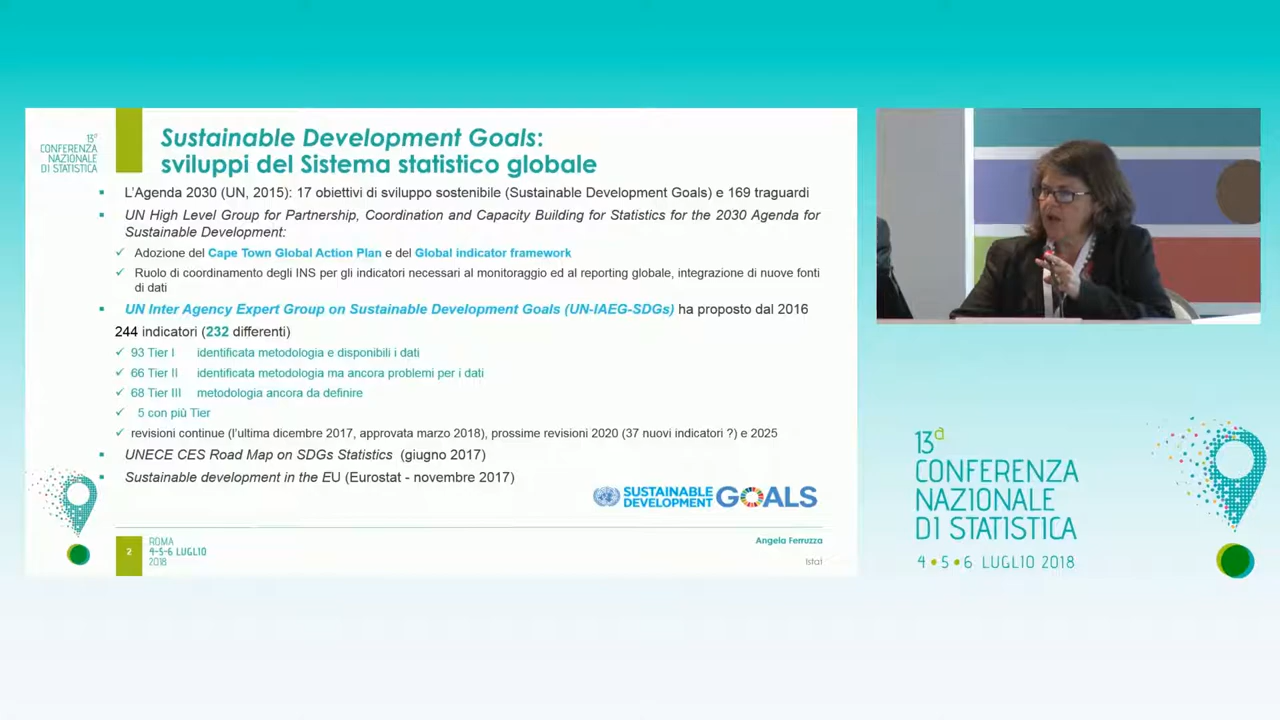 13ª
CONFERENZA
NAZIONALE
DI STATISTICA
Sustainable Development Goals:
sviluppi del Sistema statistico globale
▪ L'Agenda 2030 (UN, 2015): 17 obiettivi di sviluppo sostenibile (Sustainable Development Goals) e 169 traguardi
▪ UN High Level Group for Partnership, Coordination and Capacity Building for Statistics for the 2030 Agenda for
Sustainable Development:
✓ Adozione del Cape Town Global Action Plan e del Global indicator framework
✓ Ruolo di coordinamento degli INS per gli indicatori necessari al monitoraggio ed al reporting globale, integrazione di nuove fonti
di dati
▪ UN Inter Agency Expert Group on Sustainable Development Goals (UN-IAEG-SDGs) ha proposto dal 2016
244 indicatori (232 differenti)
✓ 93 Tier I identificata metodologia e disponibili i dati
✓ 66 Tier II identificata metodologia ma ancora problemi per i dati
✓ 68 Tier III metodologia ancora da definire
✓ 5 con più Tier
✓ revisioni continue (l'ultima dicembre 2017, approvata marzo 2018), prossime revisioni 2020 (37 nuovi indicatori ?) e 2025
▪ UNECE CES Road Map on SDGs Statistics (giugno 2017)
▪ Sustainable development in the EU (Eurostat - novembre 2017)
SUSTAINABLE
DEVELOPMENT GOALS
2
ROMA
4-5-6 LUGLIO
2018
Angela Ferruzza
Istat
13ª
CONFERENZA
NAZIONALE
DI STATISTICA
4 • 5 • 6 LUGLIO 2018